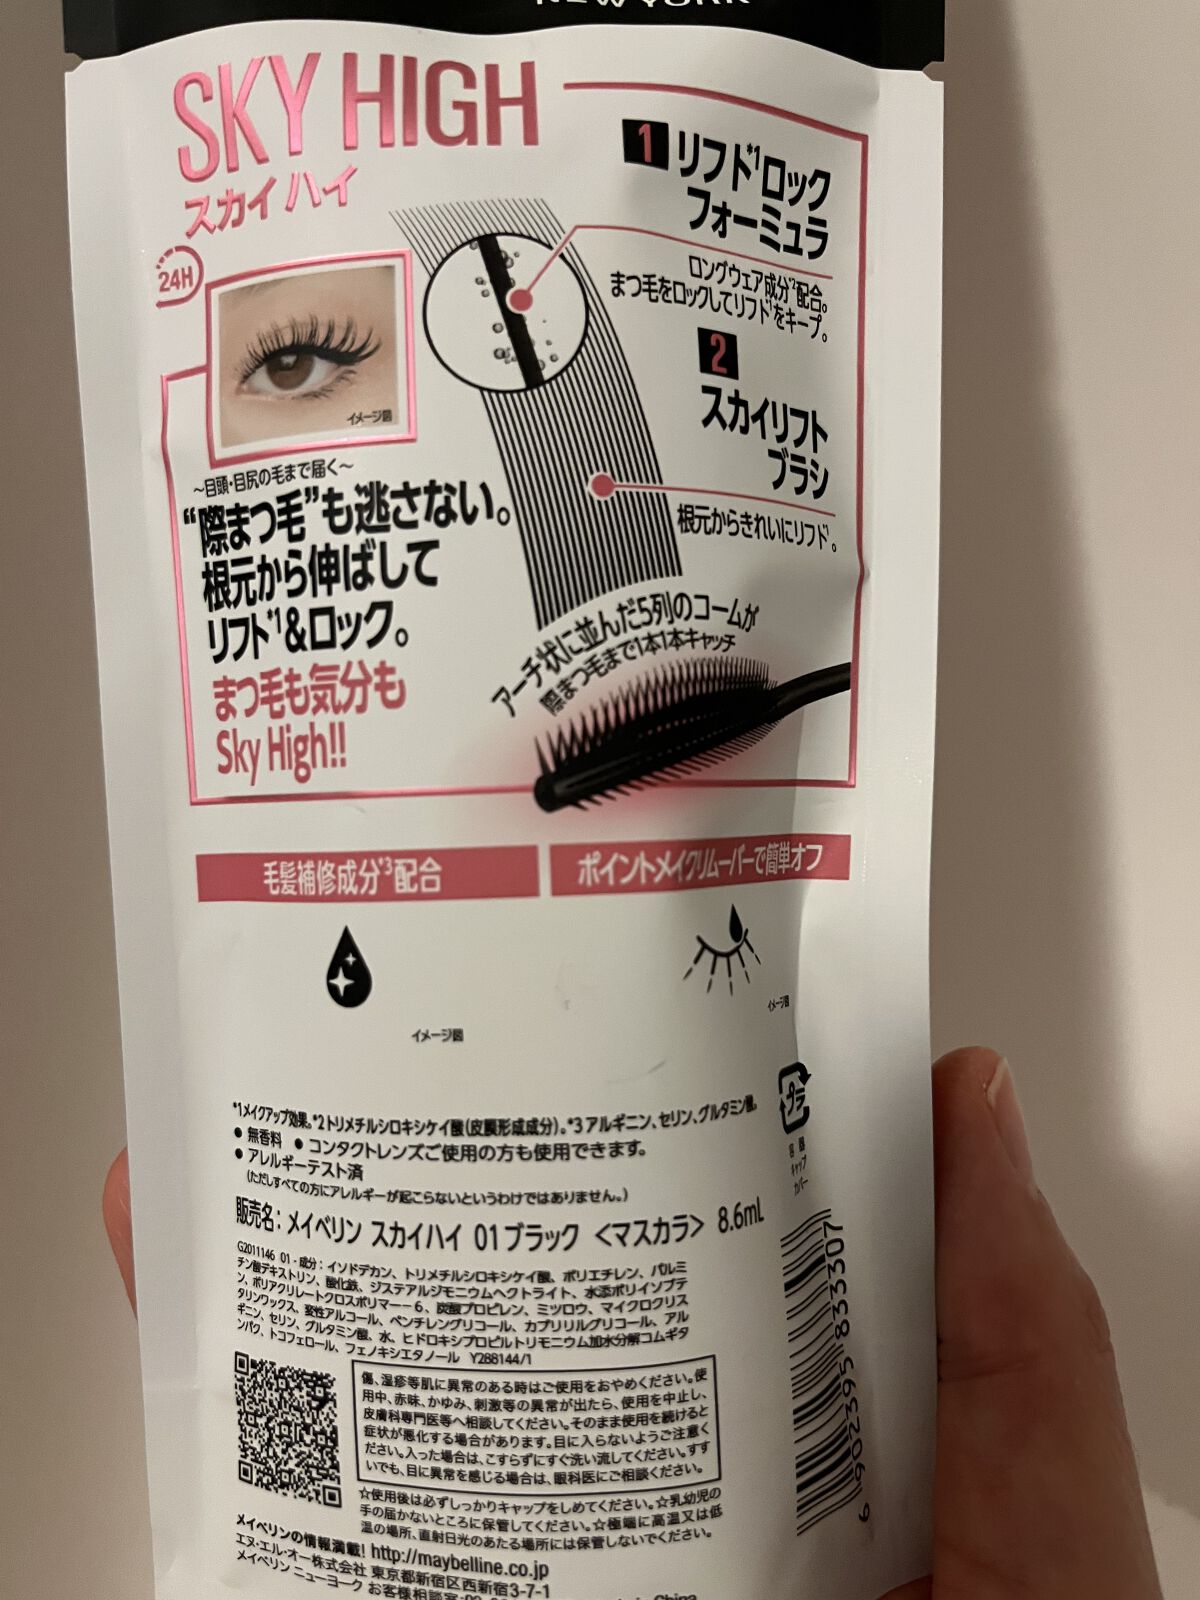 NEW YORK
SKY HIGH
スカイ ハイ
24H
イメージ図
～目頭・目尻の毛まで届く～
“際まつ毛”も逃さない。
根元から伸ばして
リフト*1&ロック。
まつ毛も気分も
Sky High!!
1 リフト*1ロック
フォーミュラ
ロングウェア成分*2配合。
まつ毛をロックしてリフト*1をキープ。
2
スカイリフト
ブラシ
根元からきれいにリフト*1。
アーチ状に並んだ5列のコームが
際まつ毛まで1本1本キャッチ
毛髪補修成分*3配合
ポイントメイクリムーバーで簡単オフ
イメージ図
イメージ図
*1メイクアップ効果。*2トリメチルシロキシケイ酸(皮膜形成成分)。*3アルギニン、セリン、グルタミン酸。
● 無香料 ● コンタクトレンズご使用の方も使用できます。
● アレルギーテスト済
(ただしすべての方にアレルギーが起こらないというわけではありません。)
プラ
容器
キャップ
カバー
販売名：メイベリン スカイハイ 01 ブラック 〈マスカラ〉 8.6mL
G2011146 01 - 成分：イソドデカン、トリメチルシロキシケイ酸、ポリエチレン、パルミ
チン酸デキストリン、酸化鉄、ジステアルジモニウムヘクトライト、水添ポリイソブテ
ン、ポリアクリレートクロスポリマー－6、炭酸プロピレン、ミツロウ、マイクロクリス
タリンワックス、変性アルコール、ペンチレングリコール、カプリリルグリコール、アル
ギニン、セリン、グルタミン酸、水、ヒドロキシプロピルトリモニウム加水分解コムギタ
ンパク、トコフェロール、フェノキシエタノール Y288144/1
傷、湿疹等肌に異常のある時はご使用をおやめください。使
用中、赤味、かゆみ、刺激等の異常が出たら、使用を中止し、
皮膚科専門医等へ相談してください。そのまま使用を続けると
症状が悪化する場合があります。目に入らないようご注意く
ださい。入った場合は、こすらずにすぐ洗い流してください。すす
いでも、目に異常を感じる場合は、眼科医にご相談ください。
☆使用後は必ずしっかりキャップをしめてください。☆乳幼児の
手の届かないところに保管してください。☆極端に高温又は低
温の場所、直射日光のあたる場所には保管しないでください。
メイベリンの情報満載! http://maybelline.co.jp
エヌ・エル・オー株式会社 東京都新宿区西新宿3-7-1
メイベリン ニューヨーク お客様相談室
China
6 902395 833307